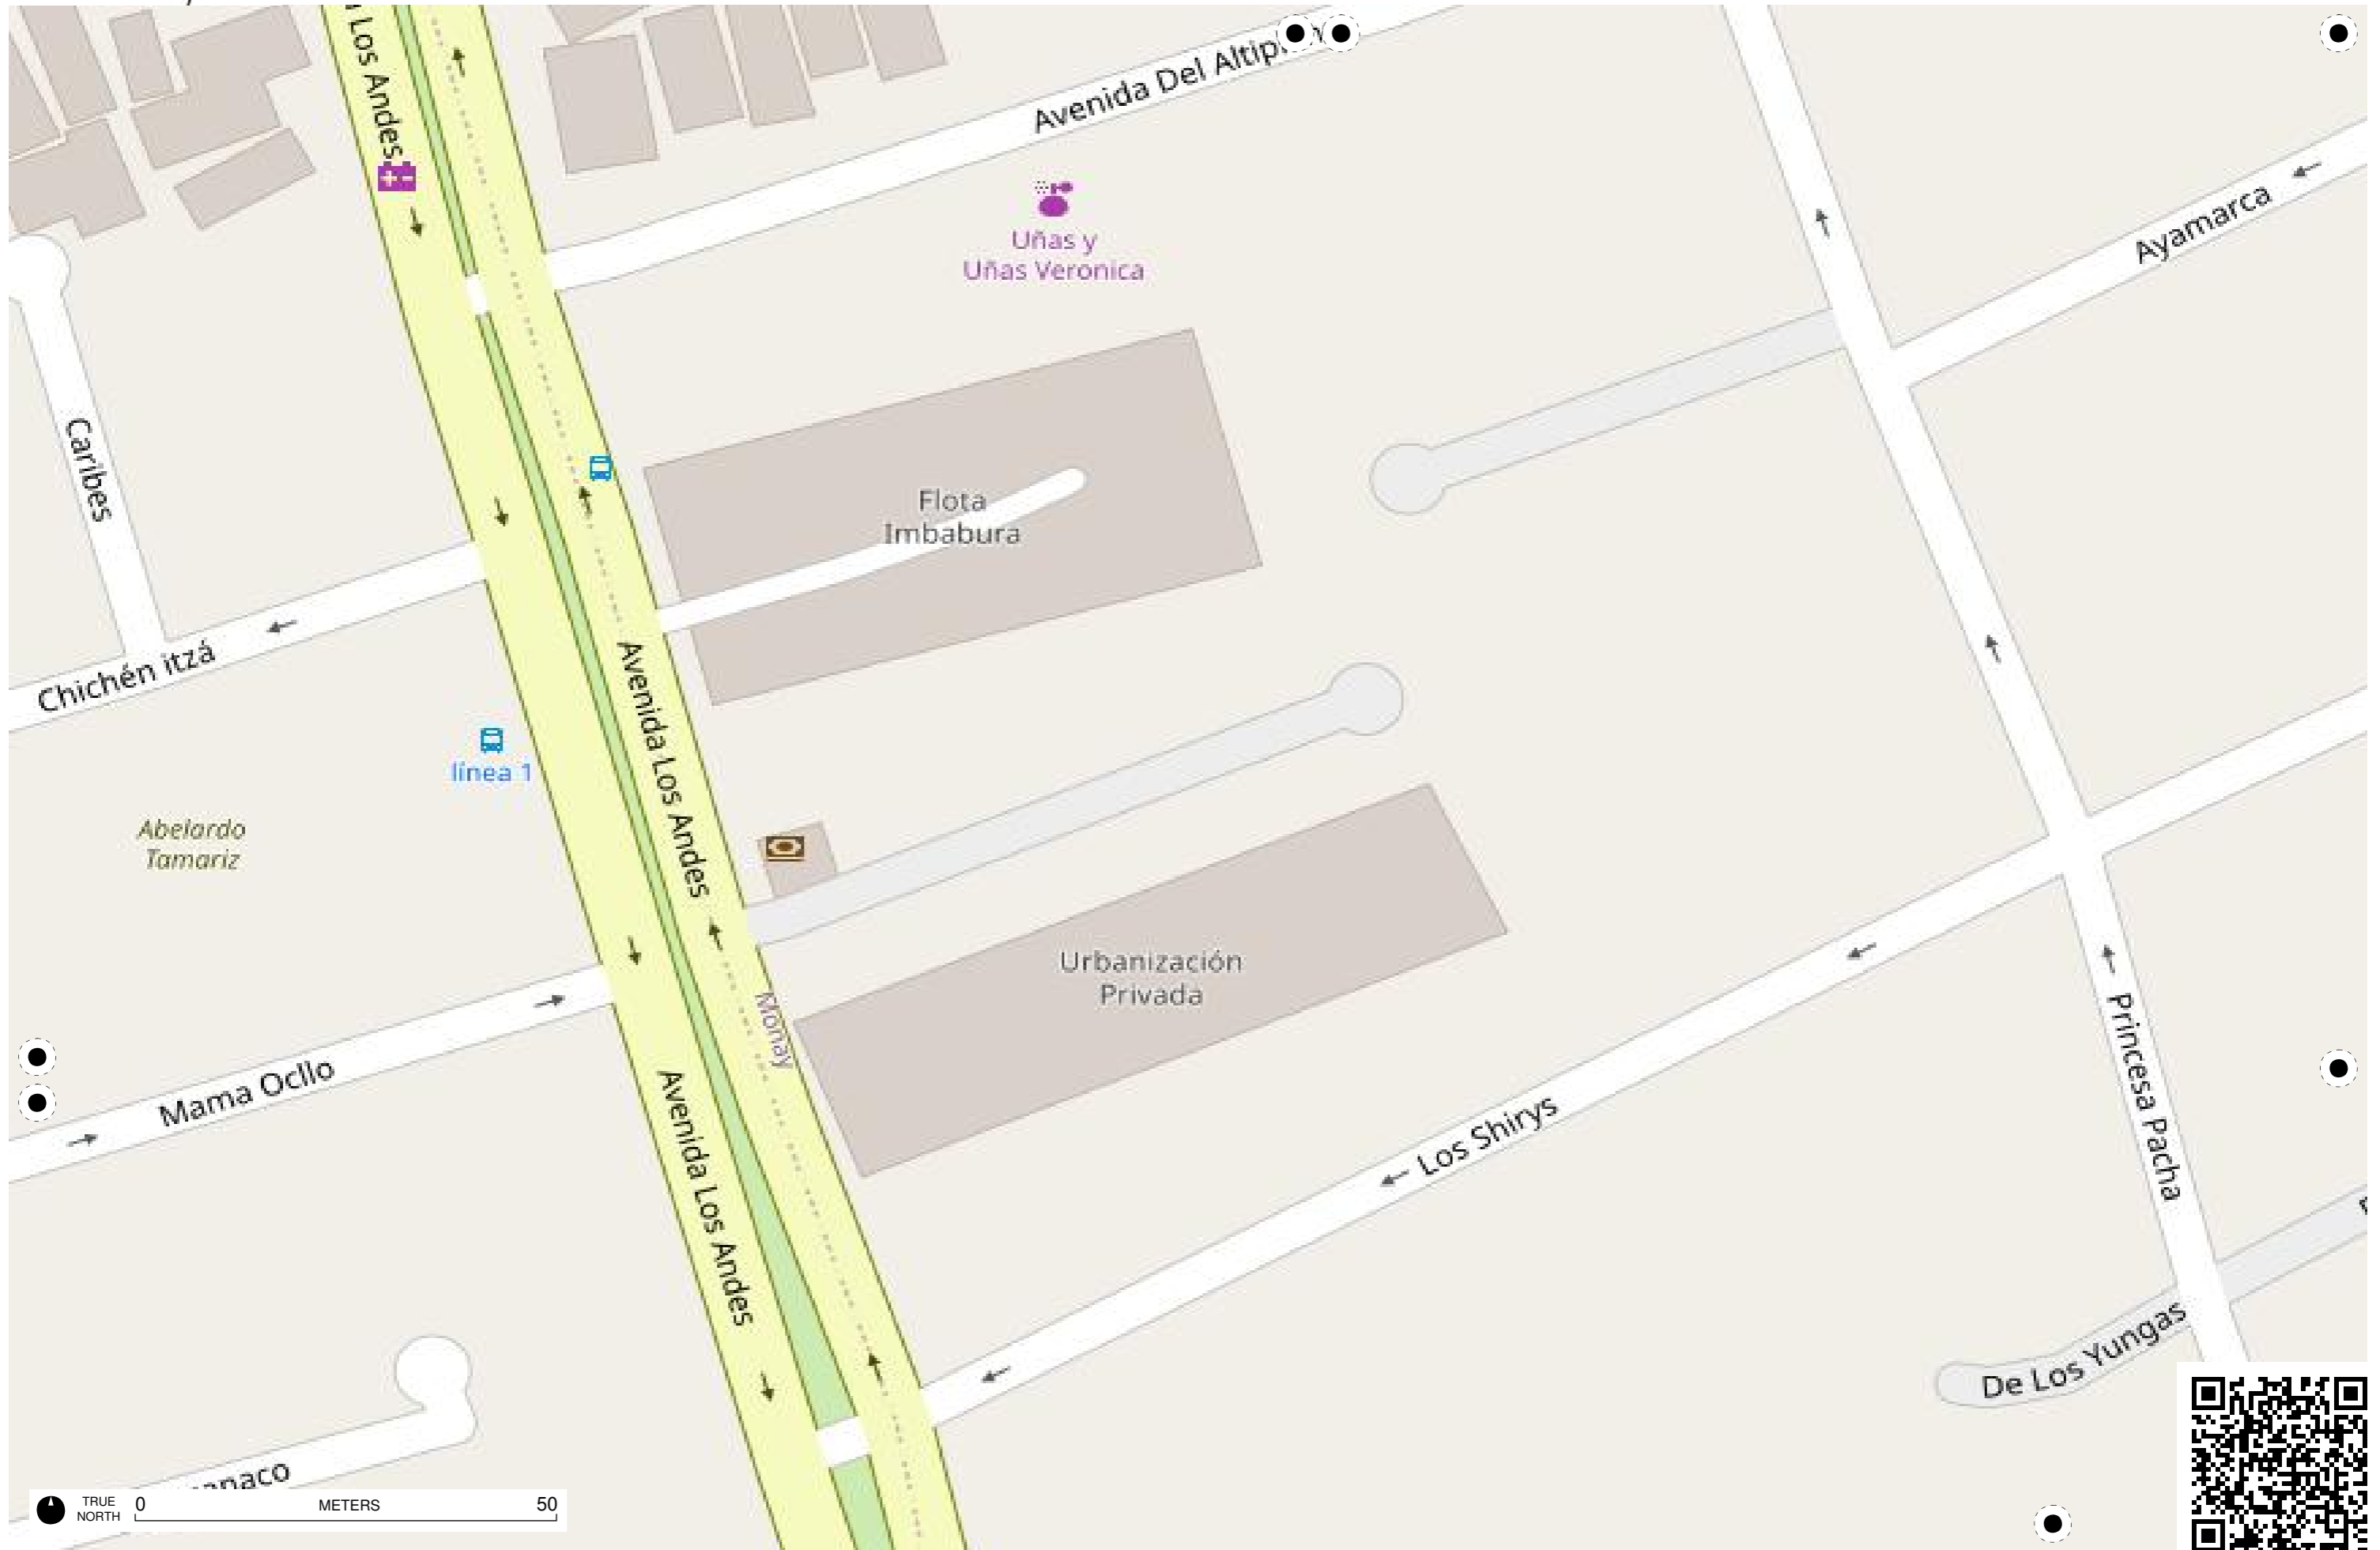 Los Andes
Avenida Del
Uñas y
Uñas Veronica
Ayamarca
Caribes
Flota
Imbabura
Chichén itzá
Avenida Los Andes
línea 1
Abelardo
Tamariz
Urbanización
Privada
Monay
Mama Ocllo
Avenida Los Andes
Los Shirys
Princesa Pacha
De Los Yungas
TRUE
NORTH
0 METERS 50